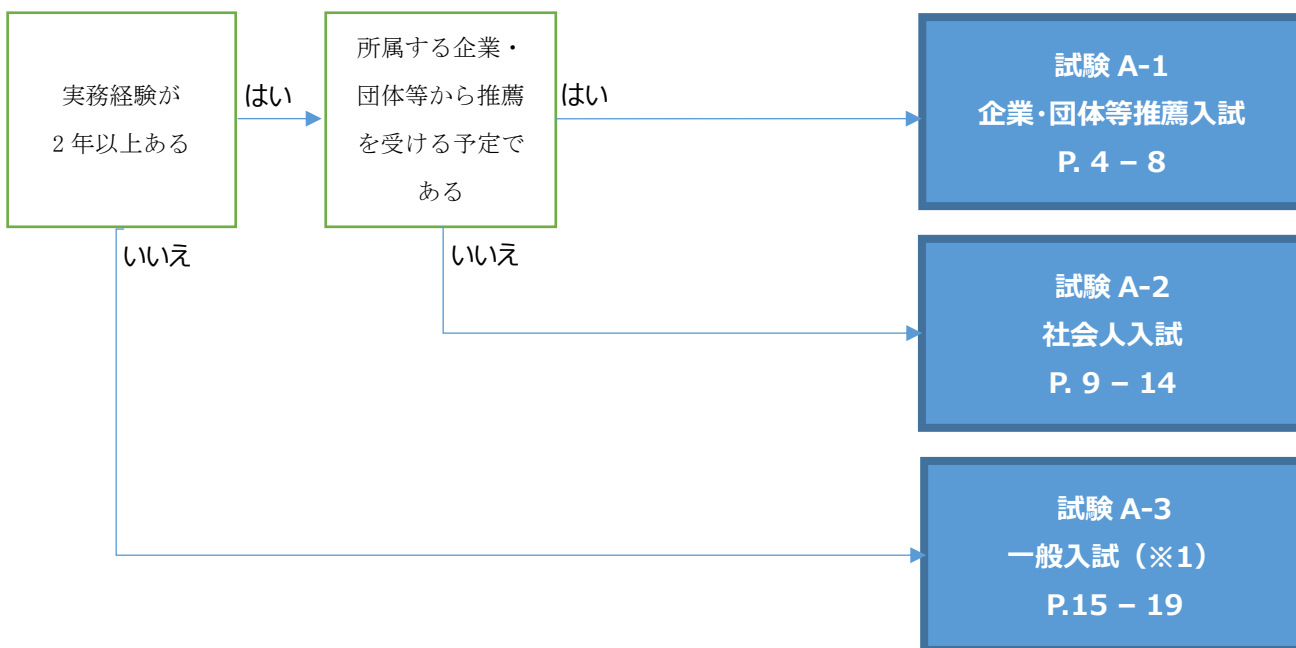 実務経験が
2年以上ある
はい
所属する企業・
団体等から推薦
を受ける予定で
ある
はい
試験 A-1
企業・団体等推薦入試
P. 4 – 8
いいえ
いいえ
試験 A-2
社会人入試
P. 9 – 14
試験 A-3
一般入試（※1）
P.15 – 19